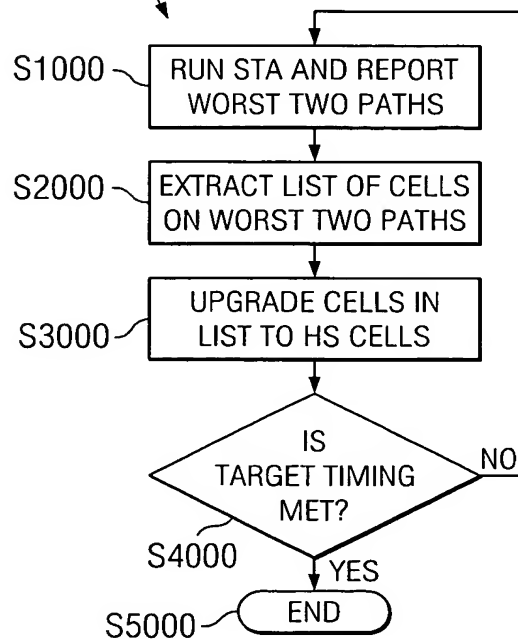 S1000
RUN STA AND REPORT
WORST TWO PATHS
S2000
EXTRACT LIST OF CELLS
ON WORST TWO PATHS
S3000
UPGRADE CELLS IN
LIST TO HS CELLS
IS
TARGET TIMING
MET?
NO
S4000
YES
S5000
END